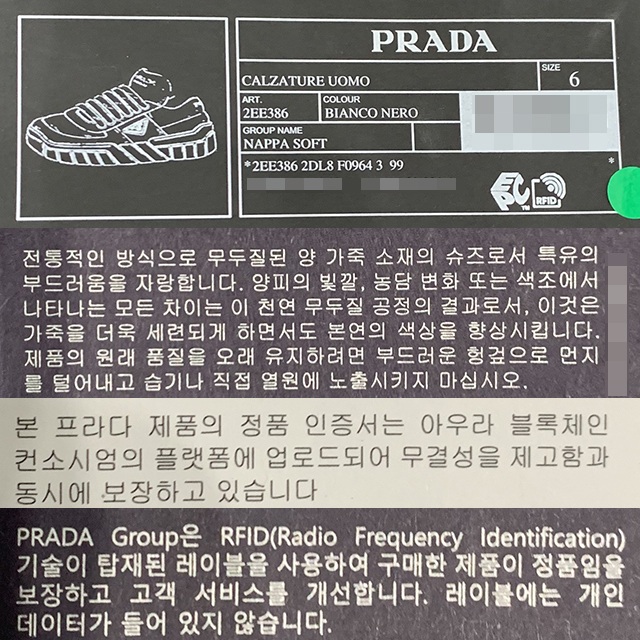 PRADA
CALZATURE UOMO
SIZE
6
ART.
2EE386
COLOUR
BIANCO NERO
GROUP NAME
NAPPA SOFT
*2EE386 2DL8 F0964 3 99 *
EPC™ RFID
전통적인 방식으로 무두질된 양 가죽 소재의 슈즈로서 특유의
부드러움을 자랑합니다. 양피의 빛깔, 농담 변화 또는 색조에서
나타나는 모든 차이는 이 천연 무두질 공정의 결과로서, 이것은
가죽을 더욱 세련되게 하면서도 본연의 색상을 향상시킵니다.
제품의 원래 품질을 오래 유지하려면 부드러운 헝겊으로 먼지
를 털어내고 습기나 직접 열원에 노출시키지 마십시오.
본 프라다 제품의 정품 인증서는 아우라 블록체인
컨소시엄의 플랫폼에 업로드되어 무결성을 제고함과
동시에 보장하고 있습니다
PRADA Group은 RFID(Radio Frequency Identification)
기술이 탑재된 레이블을 사용하여 구매한 제품이 정품임을
보장하고 고객 서비스를 개선합니다. 레이블에는 개인
데이터가 들어 있지 않습니다.